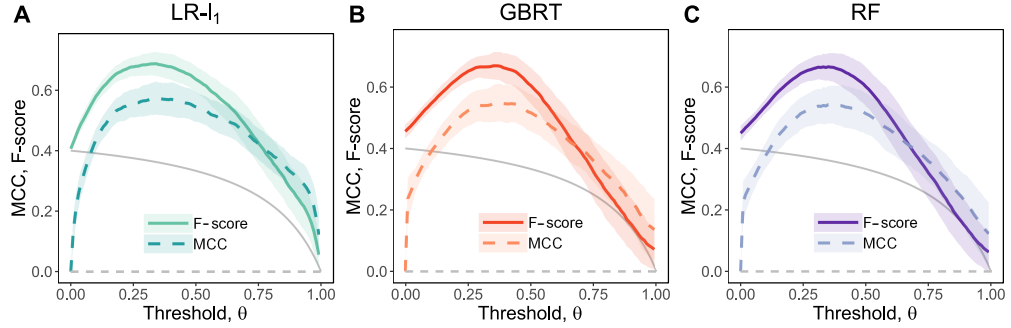 A LR-l₁
MCC, F-score
0.6
0.4
0.2
0.0
F-score
MCC
0.00 0.25 0.50 0.75 1.00
Threshold, θ
B GBRT
MCC, F-score
0.6
0.4
0.2
0.0
F-score
MCC
0.00 0.25 0.50 0.75 1.00
Threshold, θ
C RF
MCC, F-score
0.6
0.4
0.2
0.0
F-score
MCC
0.00 0.25 0.50 0.75 1.00
Threshold, θ